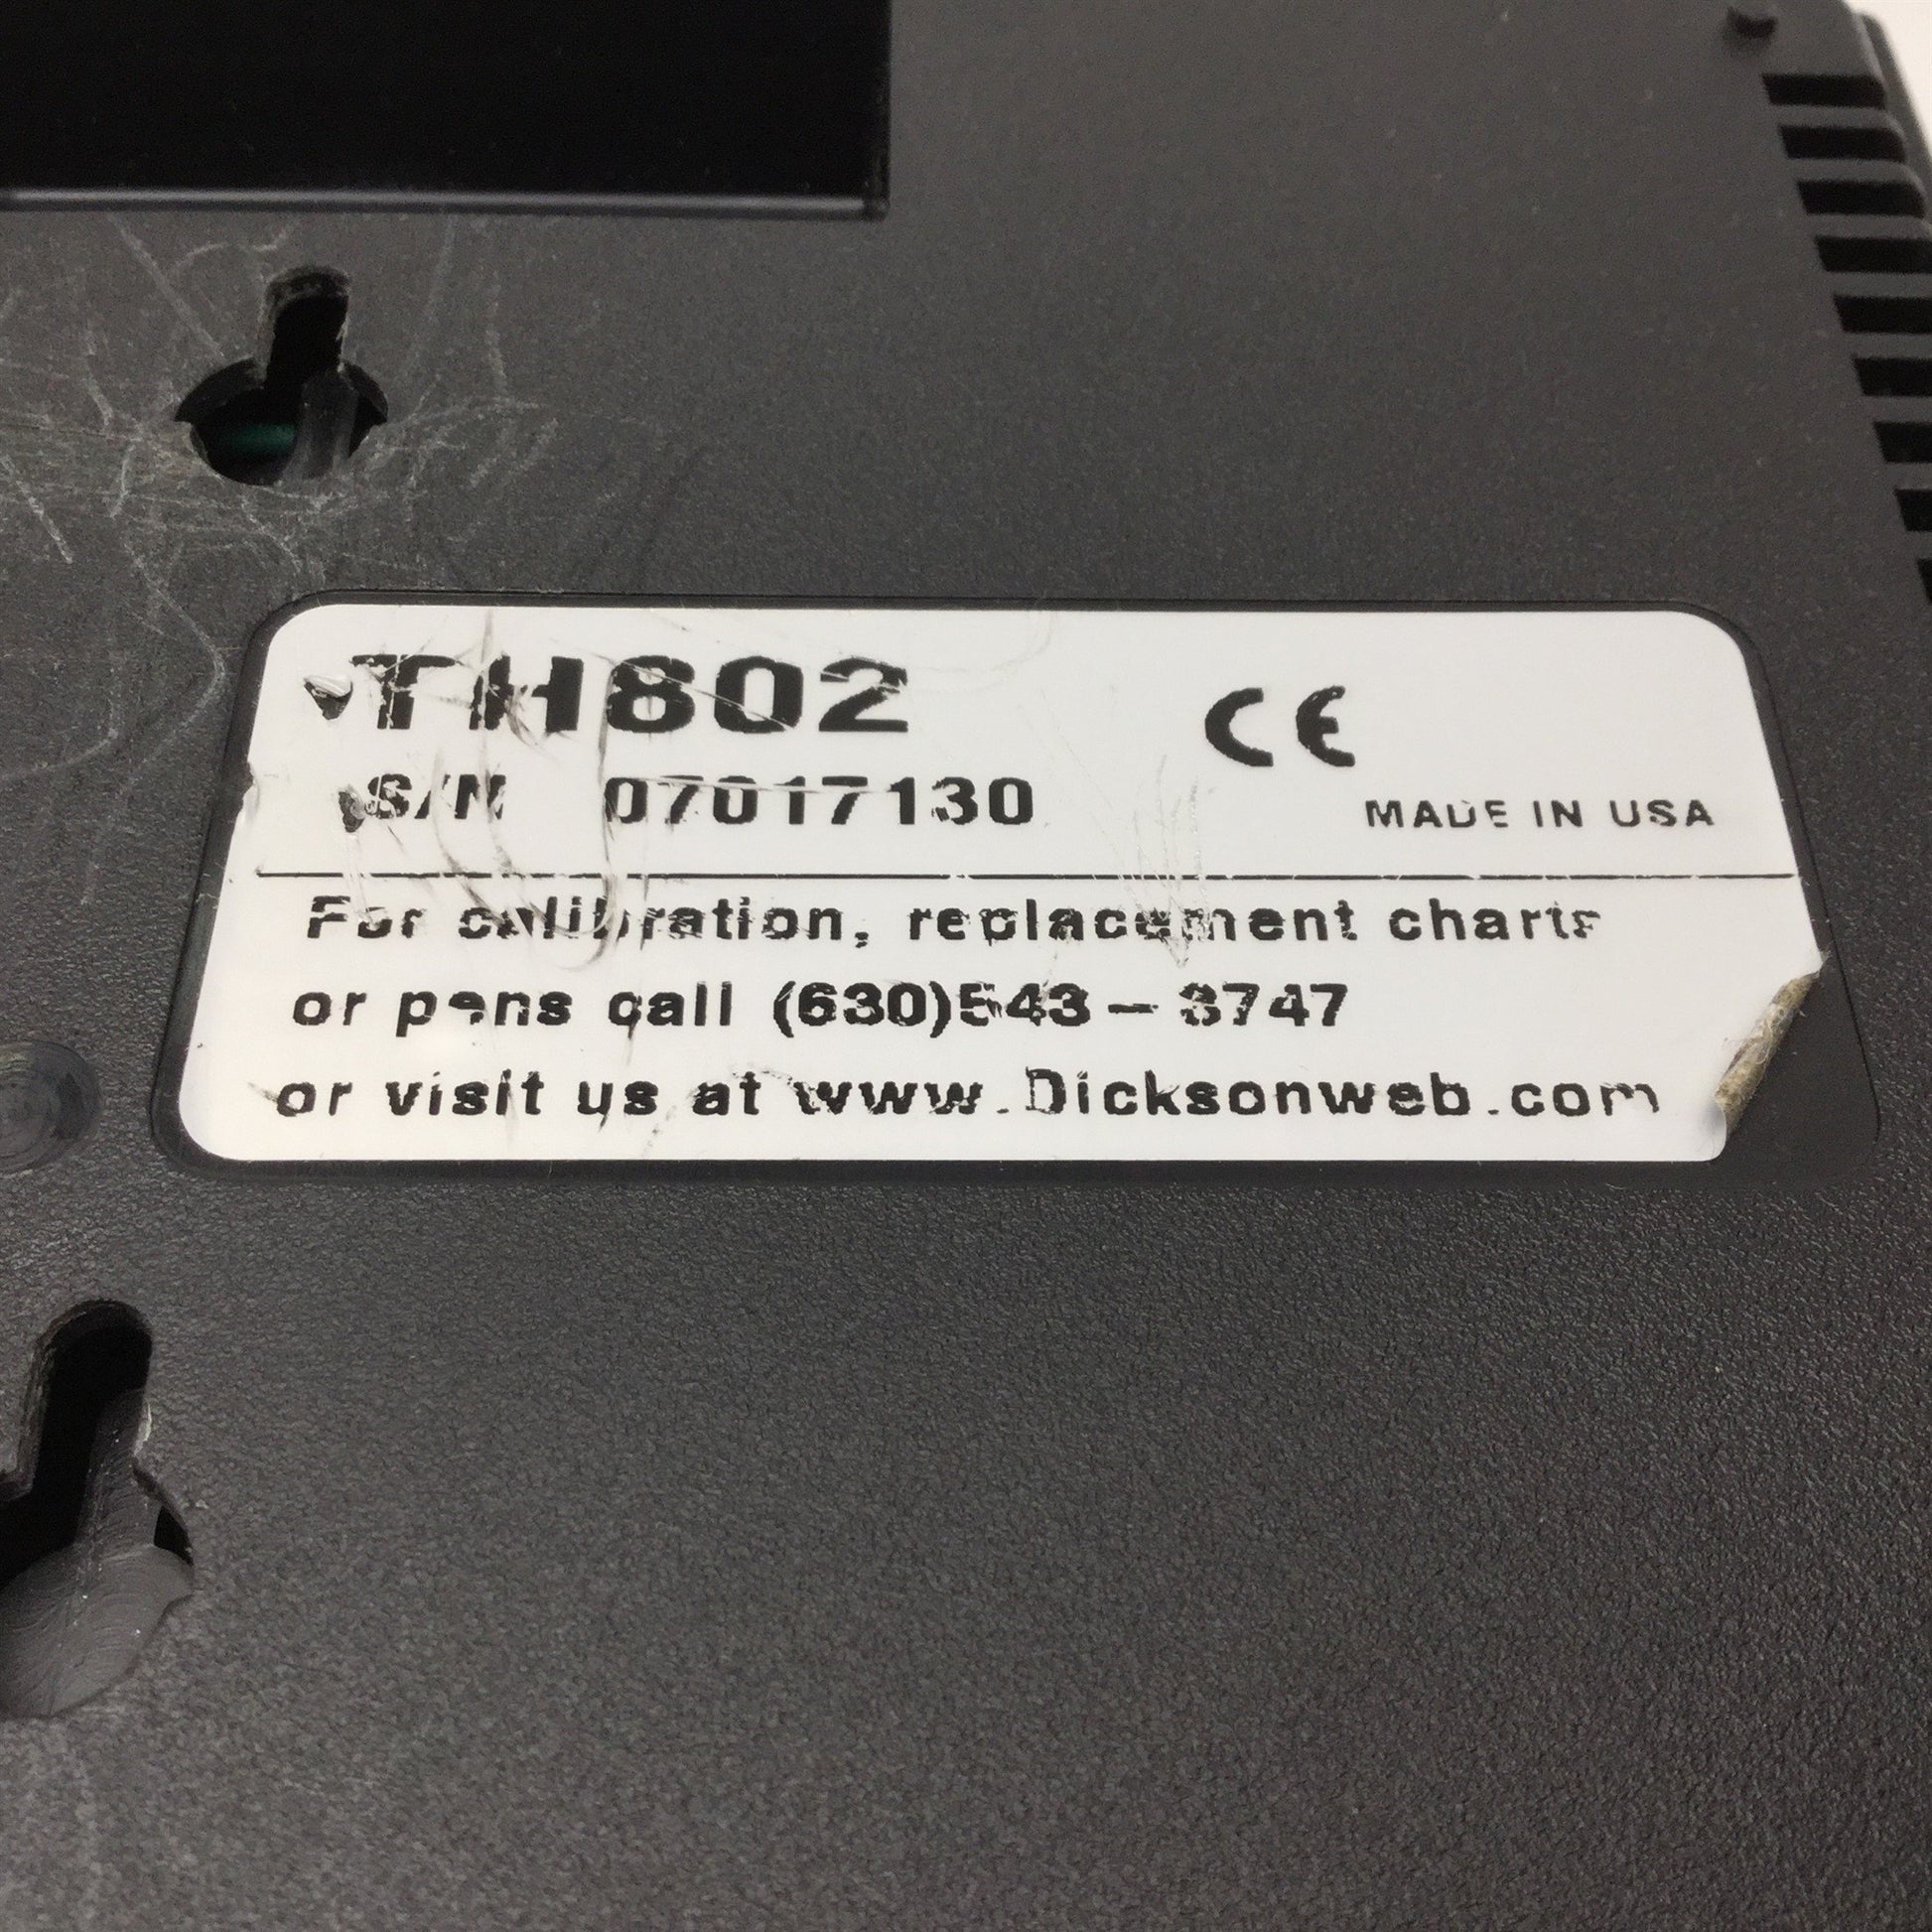 TH802
CE
S/N 07017130
MADE IN USA
For calibration, replacement charts
or pens call (630)543-3747
or visit us at www.Dicksonweb.com